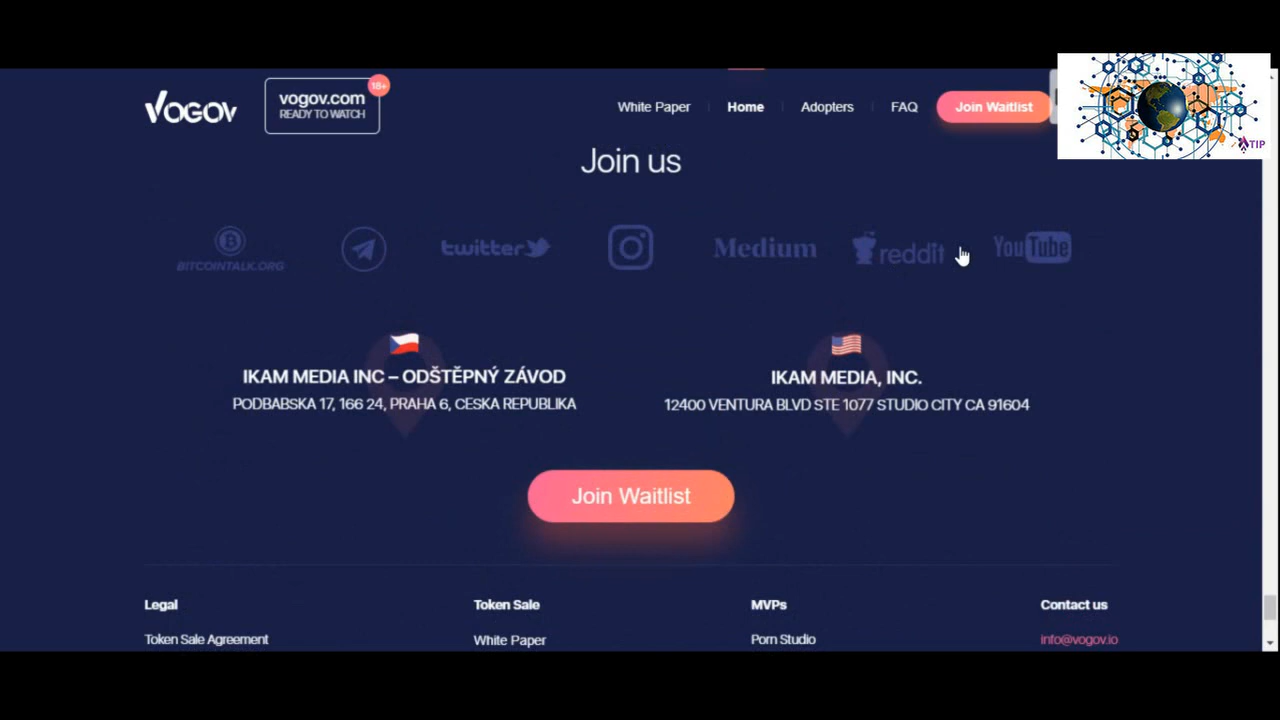 VOGOV
vogov.com
READY TO WATCH
18+
White Paper
Home
Adopters
FAQ
Join Waitlist
TIP
Join us
BITCOINTALK.ORG
twitter
Medium
reddit
YouTube
IKAM MEDIA INC – ODŠTĚPNÝ ZÁVOD
PODBABSKA 17, 166 24, PRAHA 6, CESKA REPUBLIKA
IKAM MEDIA, INC.
12400 VENTURA BLVD STE 1077 STUDIO CITY CA 91604
Join Waitlist
Legal
Token Sale
MVPs
Contact us
Token Sale Agreement
White Paper
Porn Studio
info@vogov.io